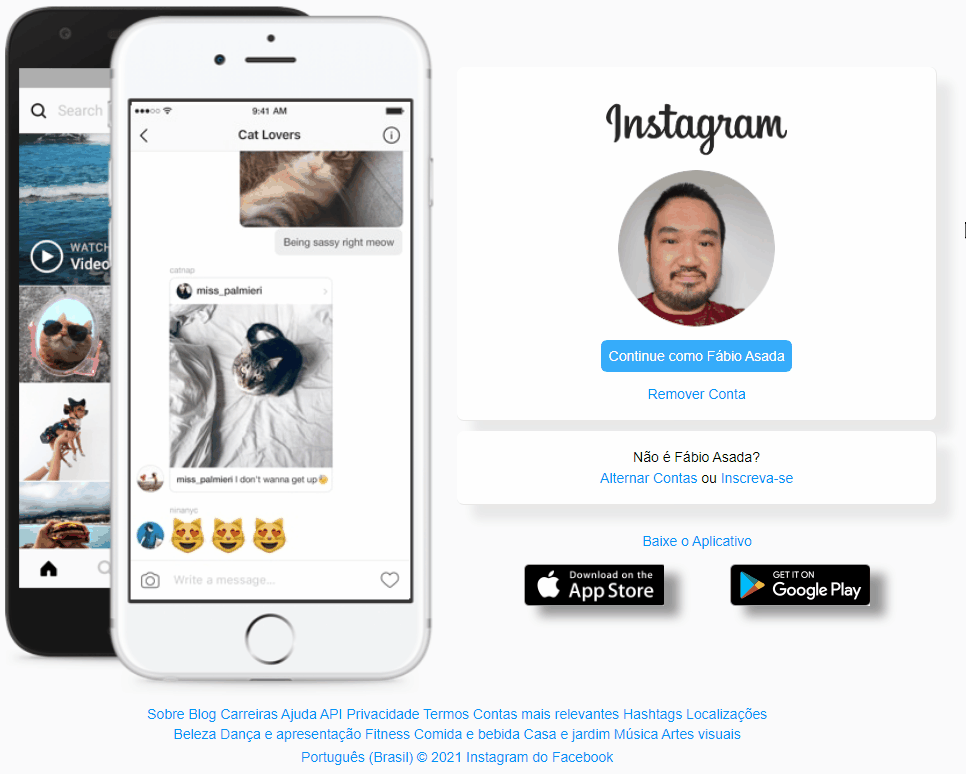 Search
WATCH
Video
9:41 AM
Cat Lovers
Being sassy right meow
catnap
miss_palmieri
miss_palmieri I don't wanna get up
ninanyc
Write a message...
Instagram
Continue como Fábio Asada
Remover Conta
Não é Fábio Asada?
Alternar Contas ou Inscreva-se
Baixe o Aplicativo
Download on the
App Store
GET IT ON
Google Play
Sobre Blog Carreiras Ajuda API Privacidade Termos Contas mais relevantes Hashtags Localizações
Beleza Dança e apresentação Fitness Comida e bebida Casa e jardim Música Artes visuais
Português (Brasil) © 2021 Instagram do Facebook